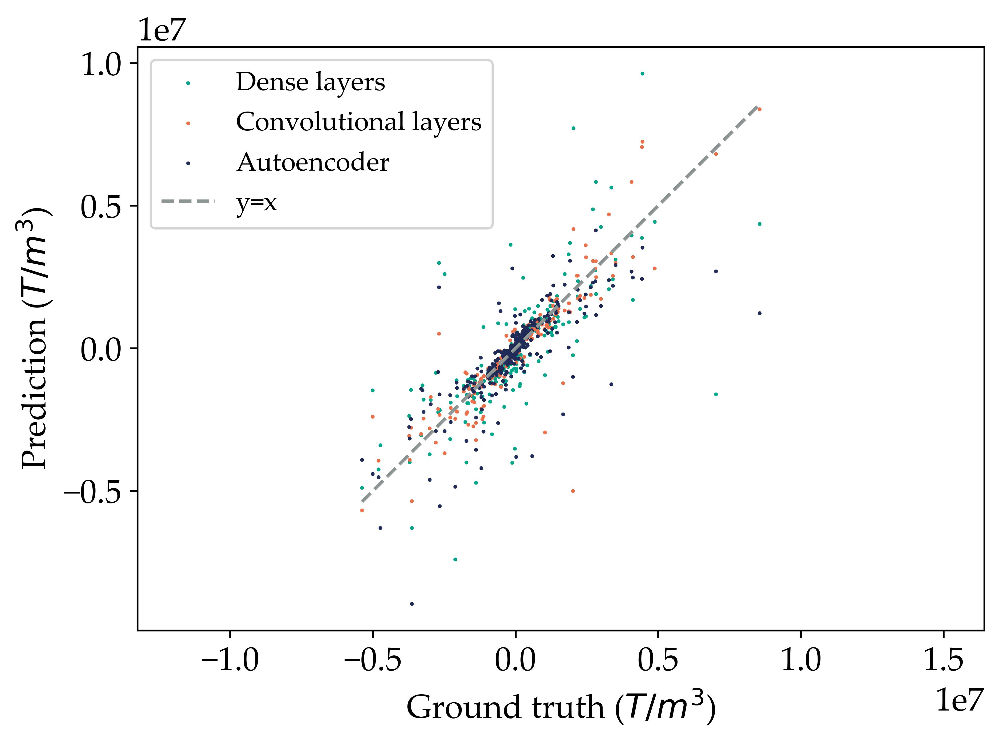 1e7
1.0
0.5
0.0
−0.5
Prediction (T/m³)
Dense layers
Convolutional layers
Autoencoder
y=x
−1.0 −0.5 0.0 0.5 1.0 1.5
1e7
Ground truth (T/m³)